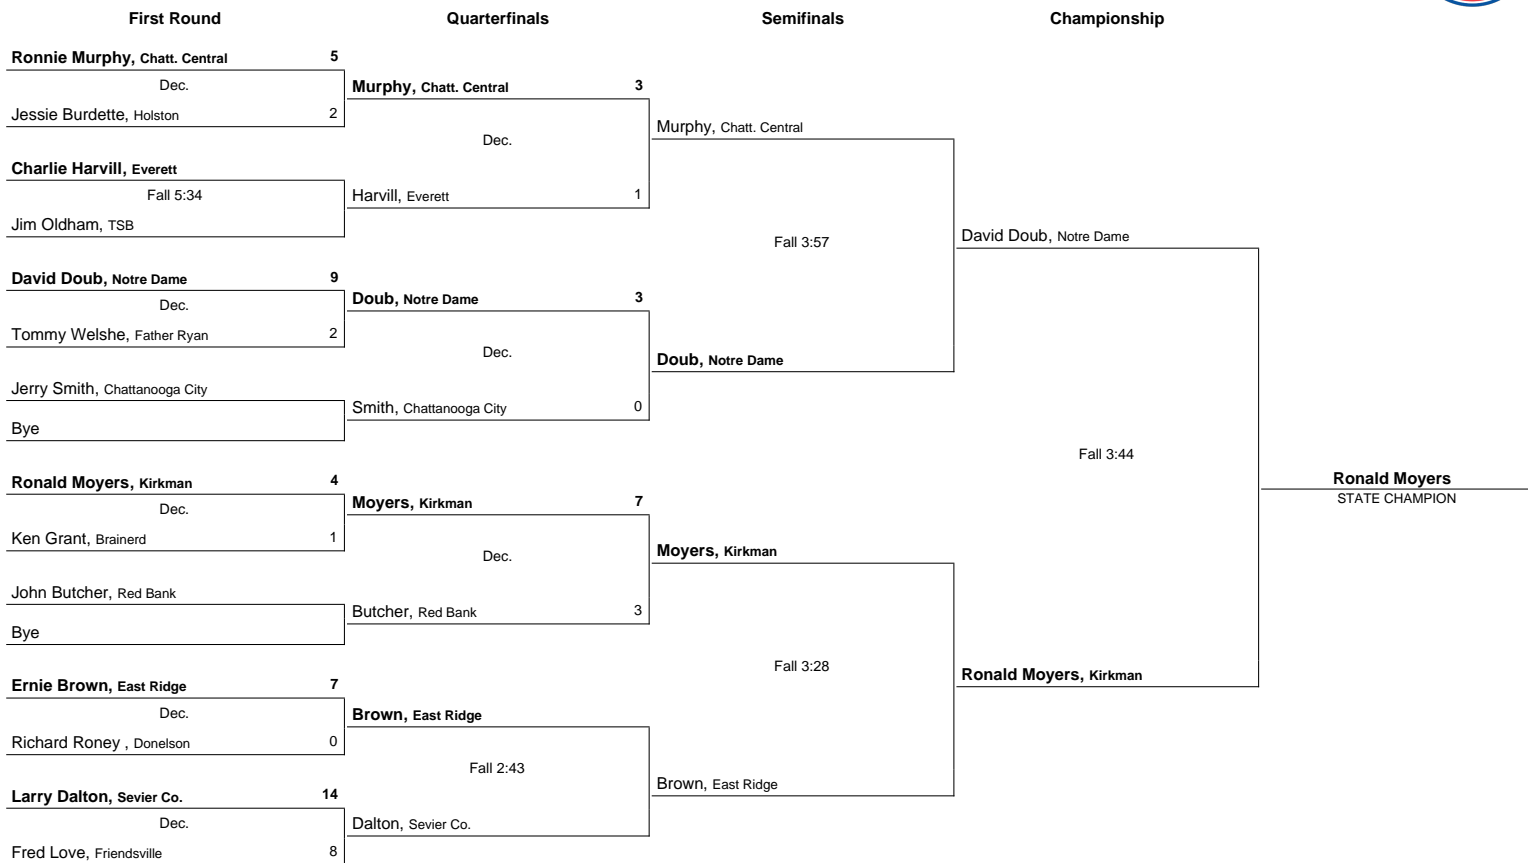 First Round Quarterfinals Semifinals Championship
Ronnie Murphy, Chatt. Central 5
Dec.
Jessie Burdette, Holston 2
Murphy, Chatt. Central 3
Dec.
Charlie Harvill, Everett
Fall 5:34
Jim Oldham, TSB
Harvill, Everett 1
Murphy, Chatt. Central
Fall 3:57
David Doub, Notre Dame 9
Dec.
Tommy Welshe, Father Ryan 2
Doub, Notre Dame 3
Dec.
Jerry Smith, Chattanooga City
Bye
Smith, Chattanooga City 0
Doub, Notre Dame
David Doub, Notre Dame
Fall 3:44
Ronald Moyers, Kirkman 4
Dec.
Ken Grant, Brainerd 1
Moyers, Kirkman 7
Dec.
John Butcher, Red Bank
Bye
Butcher, Red Bank 3
Moyers, Kirkman
Fall 3:28
Ernie Brown, East Ridge 7
Dec.
Richard Roney , Donelson 0
Brown, East Ridge
Fall 2:43
Larry Dalton, Sevier Co. 14
Dec.
Fred Love, Friendsville 8
Dalton, Sevier Co.
Brown, East Ridge
Ronald Moyers, Kirkman
Ronald Moyers
STATE CHAMPION